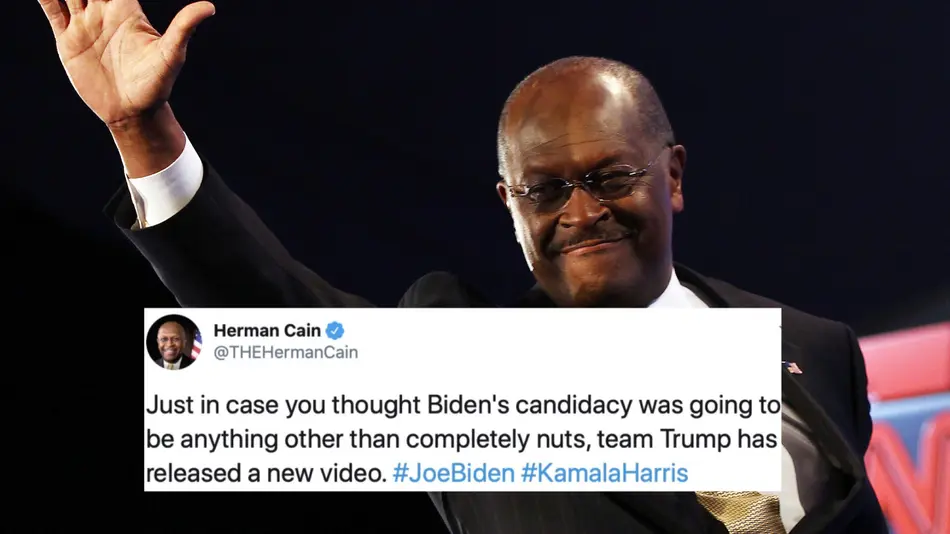 Herman Cain
@THEHermanCain
Just in case you thought Biden's candidacy was going to
be anything other than completely nuts, team Trump has
released a new video. #JoeBiden #KamalaHarris